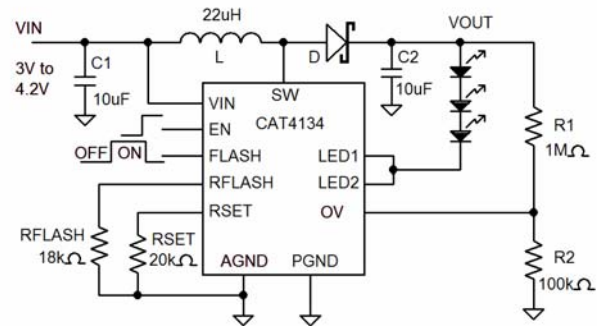 22uH
VIN
VOUT
L
D
C1
C2
3V to
4.2V
10uF
10uF
SW
VIN
CAT4134
EN
R1
1MΩ
OFF
ON
FLASH
LED1
RFLASH
LED2
RSET
OV
RFLASH
18kΩ
RSET
20kΩ
AGND
PGND
R2
100kΩ